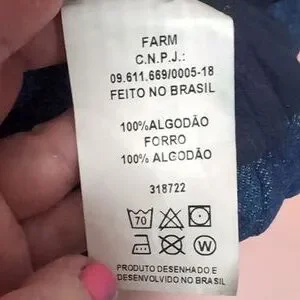 FARM
C.N.P.J.:
09.611.669/0005-18
FEITO NO BRASIL
100%ALGODÃO
FORRO
100% ALGODÃO
318722
70
W
PRODUTO DESENHADO E
DESENVOLVIDO NO BRASIL